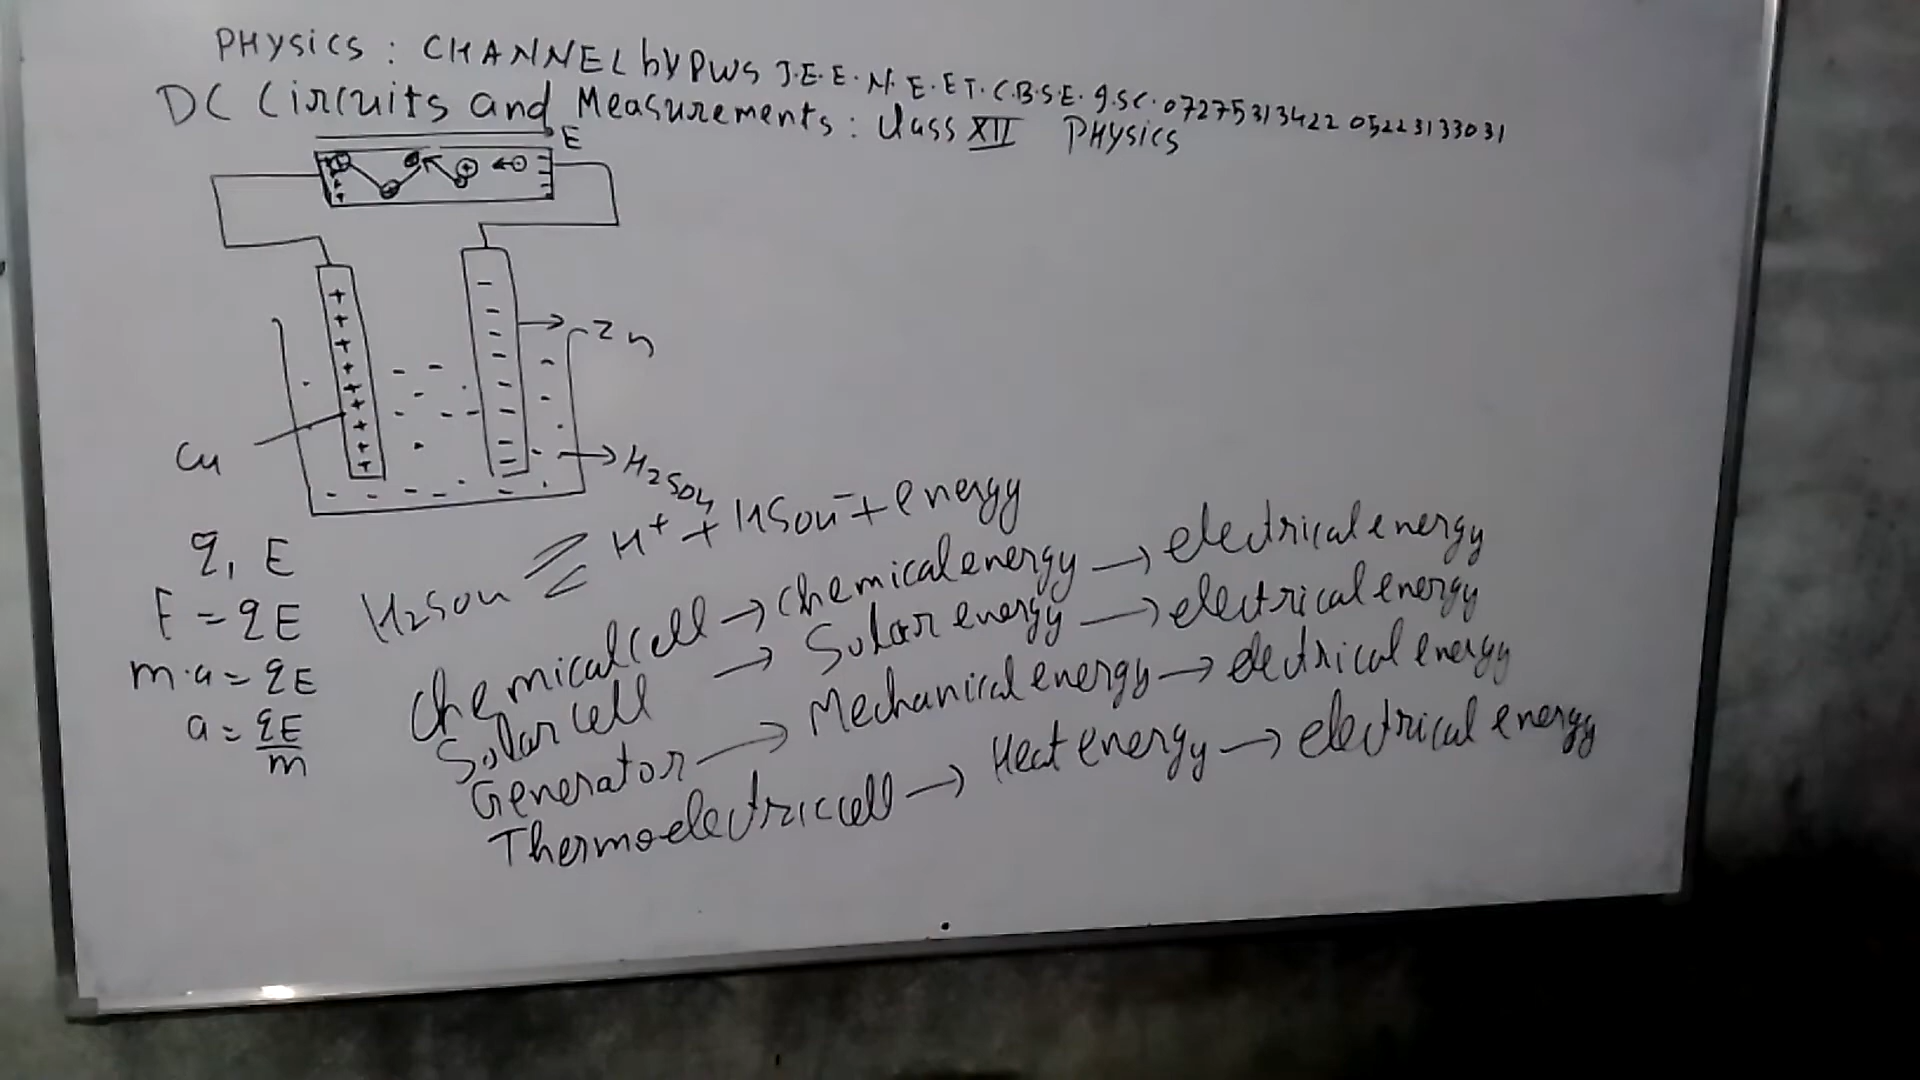 PHYSICS : CHANNEL by PWS J.E.E. N.E.ET. C.B.S.E. I.SC. 07275313422 05223133031
DC Circuits and Measurements : Class XII PHYSICS
E
Zn
Cu
H2SO4
q, E
F = qE
m.a = qE
a = qE/m
H2SO4 ⇌ H+ + HSO4- + energy
Chemical cell → Chemical energy → electrical energy
Solar cell → Solar energy → electrical energy
Generator → Mechanical energy → electrical energy
Thermoelectric cell → Heat energy → electrical energy